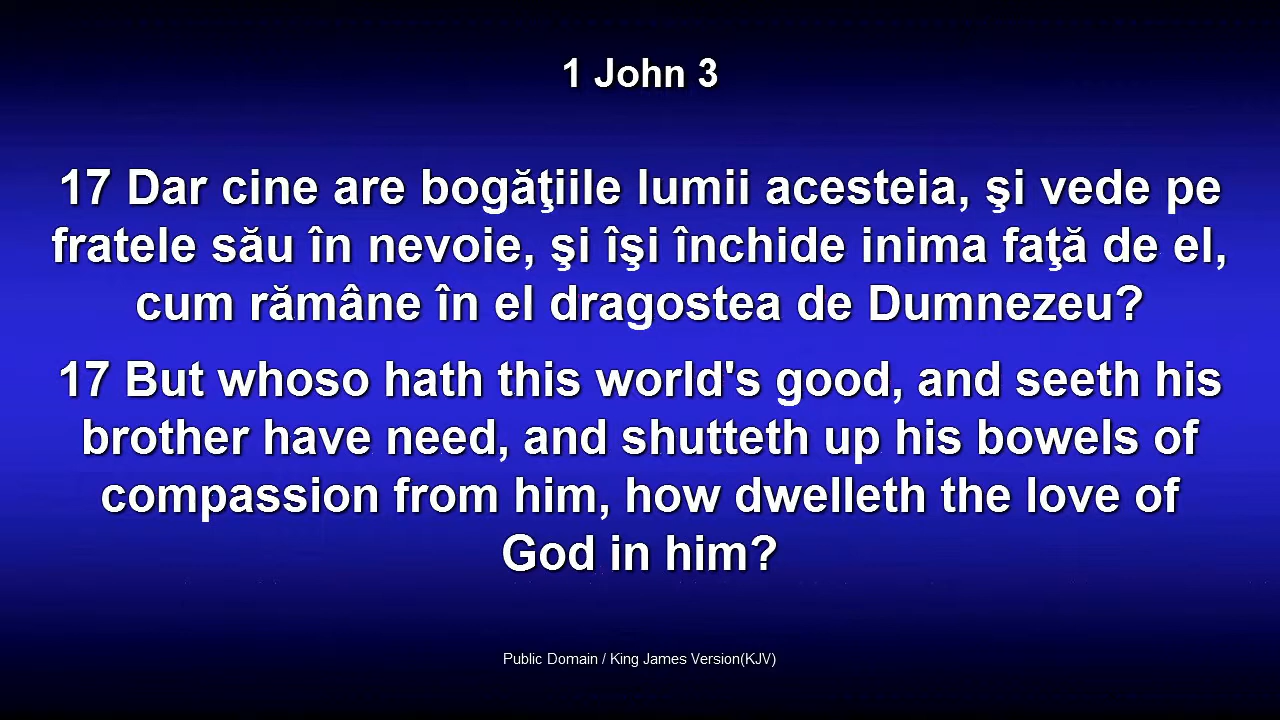 1 John 3
17 Dar cine are bogăţiile lumii acesteia, şi vede pe
fratele său în nevoie, şi îşi închide inima faţă de el,
cum rămâne în el dragostea de Dumnezeu?
17 But whoso hath this world's good, and seeth his
brother have need, and shutteth up his bowels of
compassion from him, how dwelleth the love of
God in him?
Public Domain / King James Version(KJV)